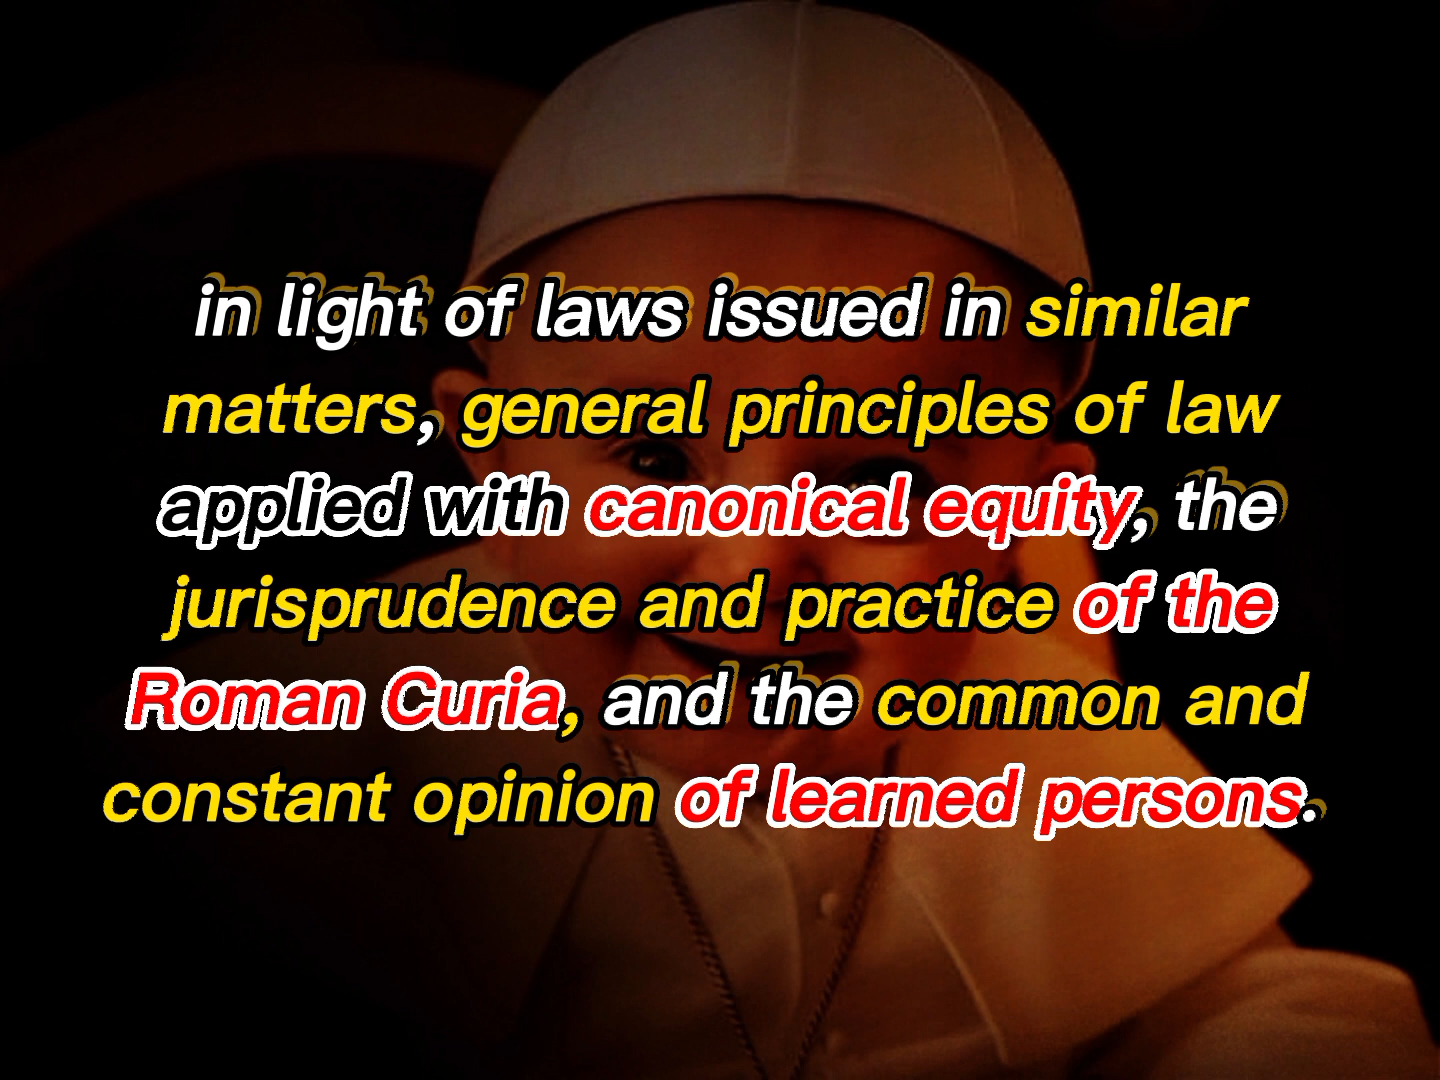 in light of laws issued in similar
matters, general principles of law
applied with canonical equity, the
jurisprudence and practice of the
Roman Curia, and the common and
constant opinion of learned persons.